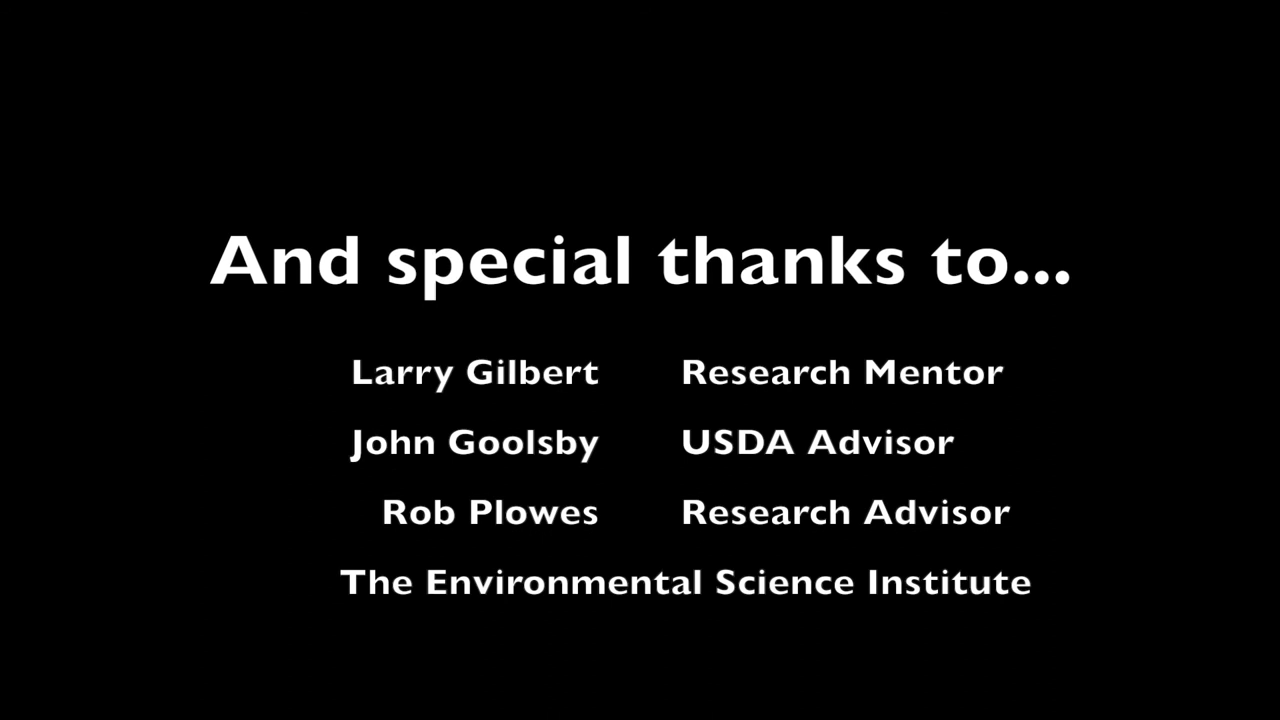 And special thanks to...
Larry Gilbert Research Mentor
John Goolsby USDA Advisor
Rob Plowes Research Advisor
The Environmental Science Institute